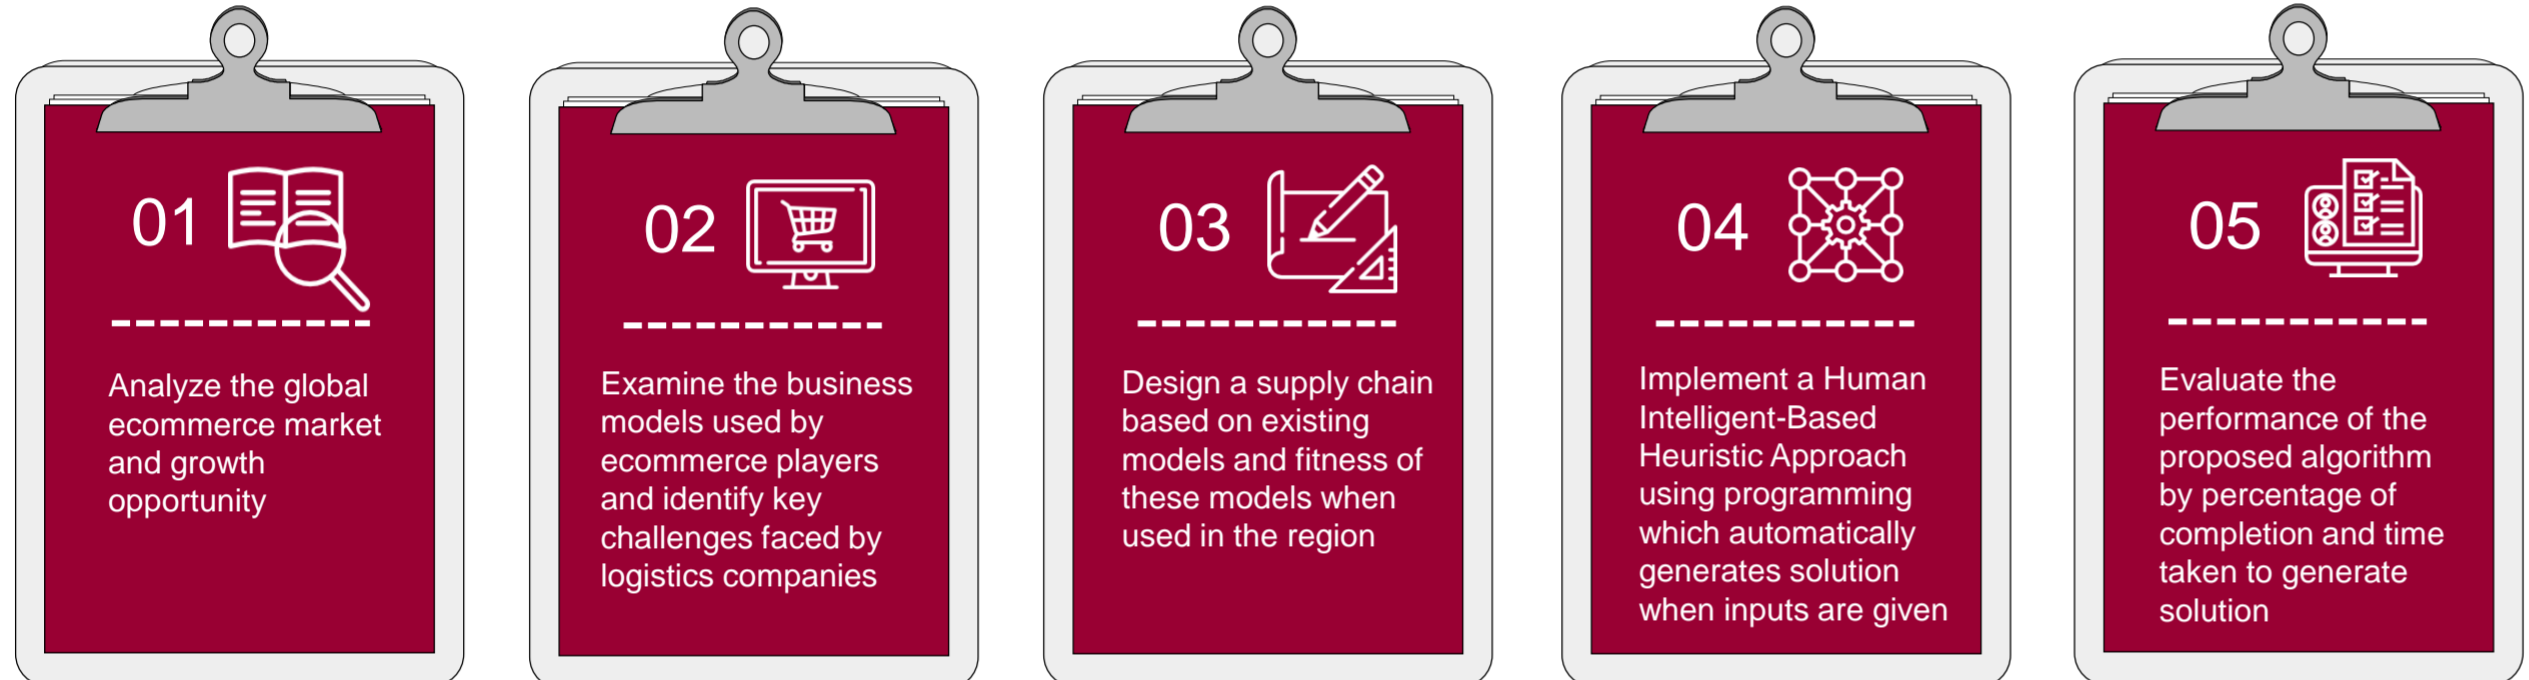 01
Analyze the global
ecommerce market
and growth
opportunity
02
Examine the business
models used by
ecommerce players
and identify key
challenges faced by
logistics companies
03
Design a supply chain
based on existing
models and fitness of
these models when
used in the region
04
Implement a Human
Intelligent-Based
Heuristic Approach
using programming
which automatically
generates solution
when inputs are given
05
Evaluate the
performance of the
proposed algorithm
by percentage of
completion and time
taken to generate
solution